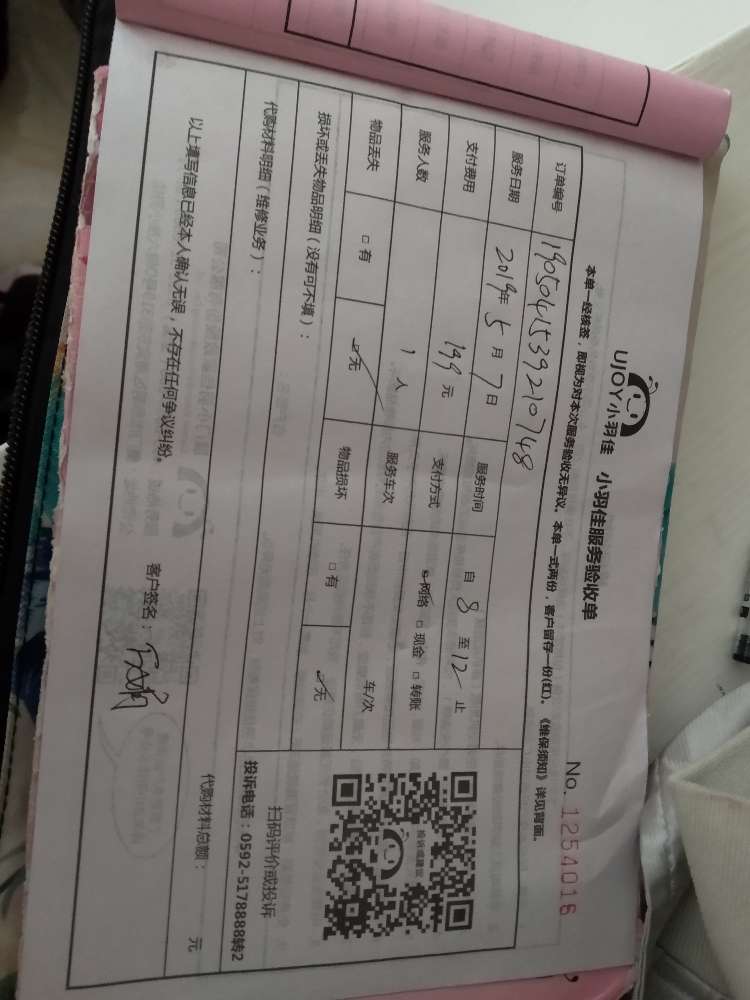 UJOY小羽佳 小羽佳服务验收单
No. 1254016
本单一经核签，即视为对本次服务验收无异议。本单一式两份，客户留存一份(红)。《维保须知》详见背面。
订单编号 1905041539210748
服务日期 2019年 5 月 7 日 服务时间 自 8 至 12 止
支付费用 199 元 支付方式 □网络 □现金 □转账
服务人数 1 人 服务车次 车/次
物品丢失 □有 □无 物品损坏 □有 □无
损坏或丢失物品明细（没有可不填）：
代购材料明细（维修业务）：
代购材料总额： 元
投诉建议
扫码评价或投诉
投诉电话：0592-5178888转2
以上填写信息已经本人确认无误，不存在任何争议纠纷。 客户签名：